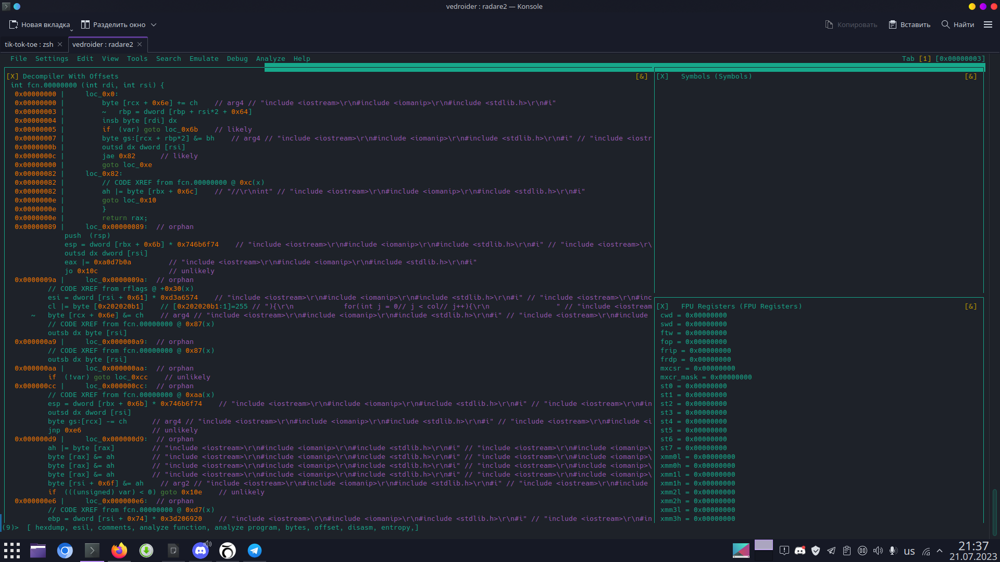 vedroider : radare2 — Konsole
Новая вкладка Разделить окно Копировать Вставить Найти
tik-tok-toe : zsh vedroider : radare2
File Settings Edit View Tools Search Emulate Debug Analyze Help Tab [1] [0x00000003]
[X] Decompiler With Offsets [&]
int fcn.00000000 (int rdi, int rsi) {
0x00000000 | loc_0x0:
0x00000000 | byte [rcx + 0x6e] += ch // arg4 // "include <iostream>\r\n#include <iomanip>\r\n#include <stdlib.h>\r\n#i"
0x00000003 | ~ rbp = dword [rbp + rsi*2 + 0x64]
0x00000004 | insb byte [rdi] dx
0x00000005 | if (var) goto loc_0x6b // likely
0x00000007 | byte gs:[rcx + rbp*2] &= bh // arg4 // "include <iostream>\r\n#include <iomanip>\r\n#include <stdlib.h>\r\n#i" // "include <iostr
0x0000000b | outsd dx dword [rsi]
0x0000000c | jae 0x82 // likely
0x00000000 | goto loc_0xe
0x00000082 | loc_0x82:
0x00000082 | // CODE XREF from fcn.00000000 @ 0xc(x)
0x00000082 | ah |= byte [rbx + 0x6c] // "//\r\nint" // "include <iostream>\r\n#include <iomanip>\r\n#include <stdlib.h>\r\n#i"
0x0000000e | goto loc_0x10
0x0000000e | }
0x0000000e | return rax;
0x00000089 | loc_0x00000089: // orphan
push (rsp)
esp = dword [rbx + 0x6b] * 0x746b6f74 // "include <iostream>\r\n#include <iomanip>\r\n#include <stdlib.h>\r\n#i" // "include <iostream>\r\
outsd dx dword [rsi]
eax |= 0xa0d7b0a // "include <iostream>\r\n#include <iomanip>\r\n#include <stdlib.h>\r\n#i"
jo 0x10c // unlikely
0x0000009a | loc_0x0000009a: // orphan
// CODE XREF from rflags @ +0x30(x)
esi = dword [rsi + 0x61] * 0xd3a6574 // "include <iostream>\r\n#include <iomanip>\r\n#include <stdlib.h>\r\n#i" // "include <iostream>\r\n#inc
cl |= byte [0x202020b1] // [0x202020b1:1]=255 // "){\r\n for(int j = 0// j < col// j++){\r\n " // "include <iostream
~ byte [rcx + 0x6e] &= ch // arg4 // "include <iostream>\r\n#include <iomanip>\r\n#include <stdlib.h>\r\n#i" // "include <iostream>\r\n#include
// CODE XREF from fcn.00000000 @ 0x87(x)
outsb dx byte [rsi]
0x000000a9 | loc_0x000000a9: // orphan
// CODE XREF from fcn.00000000 @ 0x87(x)
outsb dx byte [rsi]
0x000000aa | loc_0x000000aa: // orphan
if (!var) goto loc_0xcc // unlikely
0x000000cc | loc_0x000000cc: // orphan
// CODE XREF from fcn.00000000 @ 0xaa(x)
esp = dword [rbx + 0x6b] * 0x746b6f74 // "include <iostream>\r\n#include <iomanip>\r\n#include <stdlib.h>\r\n#i" // "include <iostream>\r\n#in
outsd dx dword [rsi]
byte gs:[rcx] -= ch // arg4 // "include <iostream>\r\n#include <iomanip>\r\n#include <stdlib.h>\r\n#i" // "include <iostream>\r\n#include <i
jnp 0xe6 // unlikely
0x000000d9 | loc_0x000000d9: // orphan
ah |= byte [rax] // "include <iostream>\r\n#include <iomanip>\r\n#include <stdlib.h>\r\n#i" // "include <iostream>\r\n#include <iomanip>\
byte [rax] &= ah // "include <iostream>\r\n#include <iomanip>\r\n#include <stdlib.h>\r\n#i" // "include <iostream>\r\n#include <iomanip>\
byte [rax] &= ah // "include <iostream>\r\n#include <iomanip>\r\n#include <stdlib.h>\r\n#i" // "include <iostream>\r\n#include <iomanip>\
byte [rax] &= ah // "include <iostream>\r\n#include <iomanip>\r\n#include <stdlib.h>\r\n#i" // "include <iostream>\r\n#include <iomanip>\
byte [rsi + 0x6f] &= ah // arg2 // "include <iostream>\r\n#include <iomanip>\r\n#include <stdlib.h>\r\n#i" // "include <iostream>\r\n#include
if (((unsigned) var) < 0) goto 0x10e // unlikely
0x000000e6 | loc_0x000000e6: // orphan
// CODE XREF from fcn.00000000 @ 0xd7(x)
ebp = dword [rsi + 0x74] * 0x3d206920 // "include <iostream>\r\n#include <iomanip>\r\n#include <stdlib.h>\r\n#i" // "include <iostream>\r\n#in
[X] Symbols (Symbols) [&]
[X] FPU Registers (FPU Registers) [&]
cwd = 0x00000000
swd = 0x00000000
ftw = 0x00000000
fop = 0x00000000
frip = 0x00000000
frdp = 0x00000000
mxcsr = 0x00000000
mxcr_mask = 0x00000000
st0 = 0x00000000
st1 = 0x00000000
st2 = 0x00000000
st3 = 0x00000000
st4 = 0x00000000
st5 = 0x00000000
st6 = 0x00000000
st7 = 0x00000000
xmm0l = 0x00000000
xmm0h = 0x00000000
xmm1l = 0x00000000
xmm1h = 0x00000000
xmm2l = 0x00000000
xmm2h = 0x00000000
xmm3l = 0x00000000
xmm3h = 0x00000000
(9)> [ hexdump, esil, comments, analyze function, analyze program, bytes, offset, disasm, entropy,]
us
21:37
21.07.2023